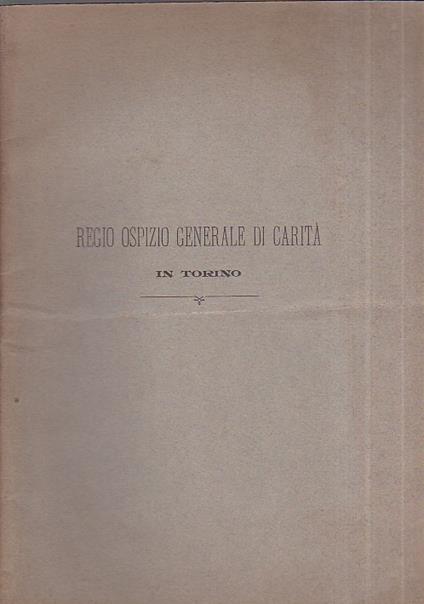 REGIO OSPIZIO GENERALE DI CARITÀ
IN TORINO